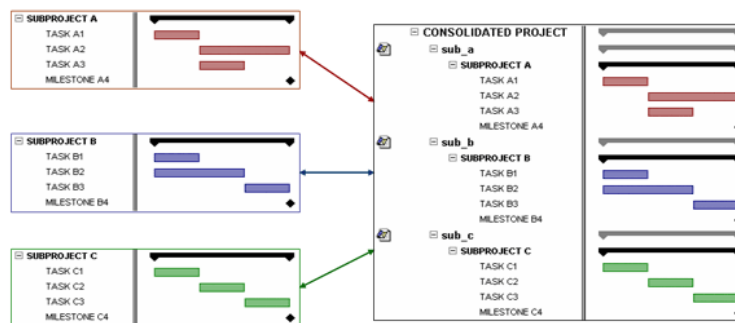 SUBPROJECT A
TASK A1
TASK A2
TASK A3
MILESTONE A4
SUBPROJECT B
TASK B1
TASK B2
TASK B3
MILESTONE B4
SUBPROJECT C
TASK C1
TASK C2
TASK C3
MILESTONE C4
CONSOLIDATED PROJECT
sub_a
SUBPROJECT A
TASK A1
TASK A2
TASK A3
MILESTONE A4
sub_b
SUBPROJECT B
TASK B1
TASK B2
TASK B3
MILESTONE B4
sub_c
SUBPROJECT C
TASK C1
TASK C2
TASK C3
MILESTONE C4